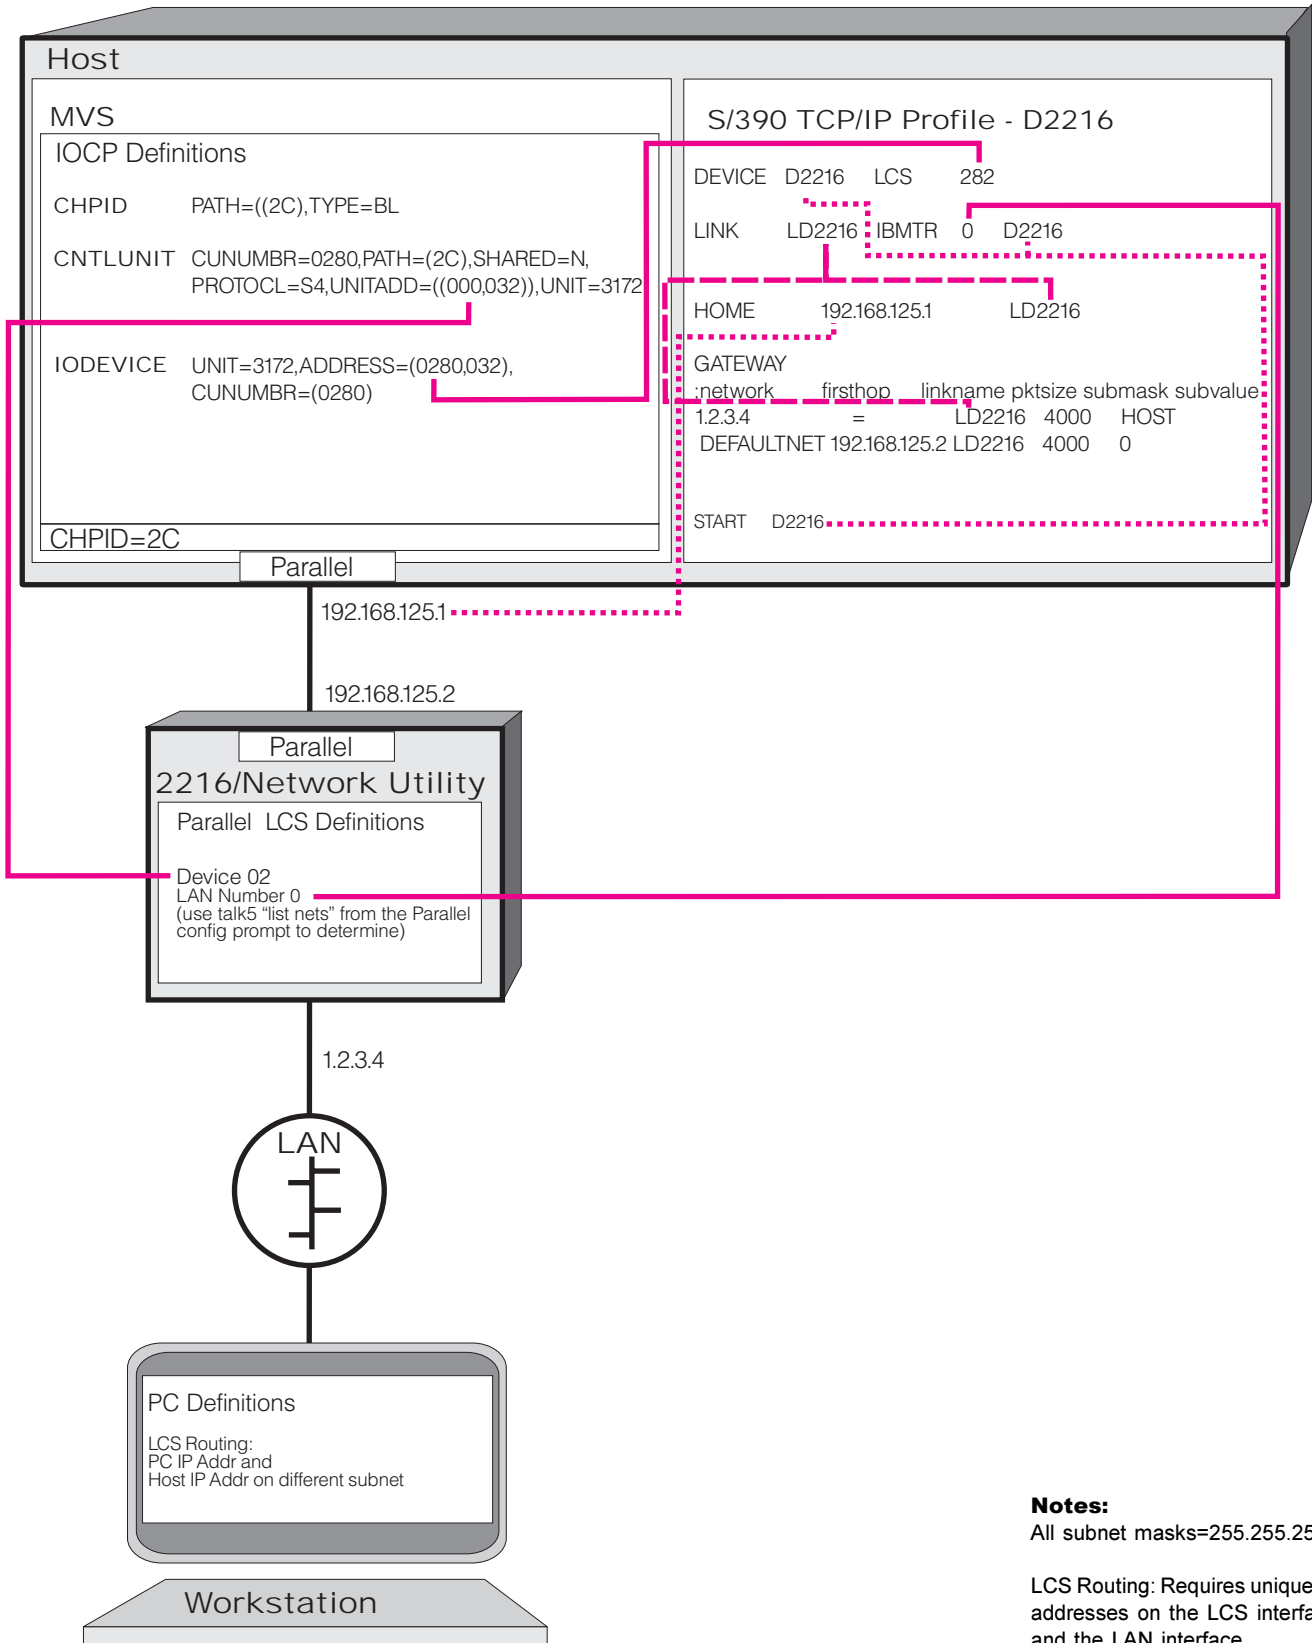 Host
MVS
IOCP Definitions
CHPID PATH=((2C),TYPE=BL
CNTLUNIT CUNUMBR=0280,PATH=(2C),SHARED=N,
PROTOCL=S4,UNITADD=((000,032)),UNIT=3172
IODEVICE UNIT=3172,ADDRESS=(0280,032),
CUNUMBR=(0280)
CHPID=2C
Parallel
S/390 TCP/IP Profile - D2216
DEVICE D2216 LCS 282
LINK LD2216 IBMTR 0 D2216
HOME 192.168.125.1 LD2216
GATEWAY
;network firsthop linkname pktsize submask subvalue
1.2.3.4 = LD2216 4000 HOST
DEFAULTNET 192.168.125.2 LD2216 4000 0
START D2216
192.168.125.1
192.168.125.2
Parallel
2216/Network Utility
Parallel LCS Definitions
Device 02
LAN Number 0
(use talk5 “list nets” from the Parallel
config prompt to determine)
1.2.3.4
LAN
PC Definitions
LCS Routing:
PC IP Addr and
Host IP Addr on different subnet
Workstation
Notes:
All subnet masks=255.255.25
LCS Routing: Requires unique
addresses on the LCS interfa
and the LAN interface